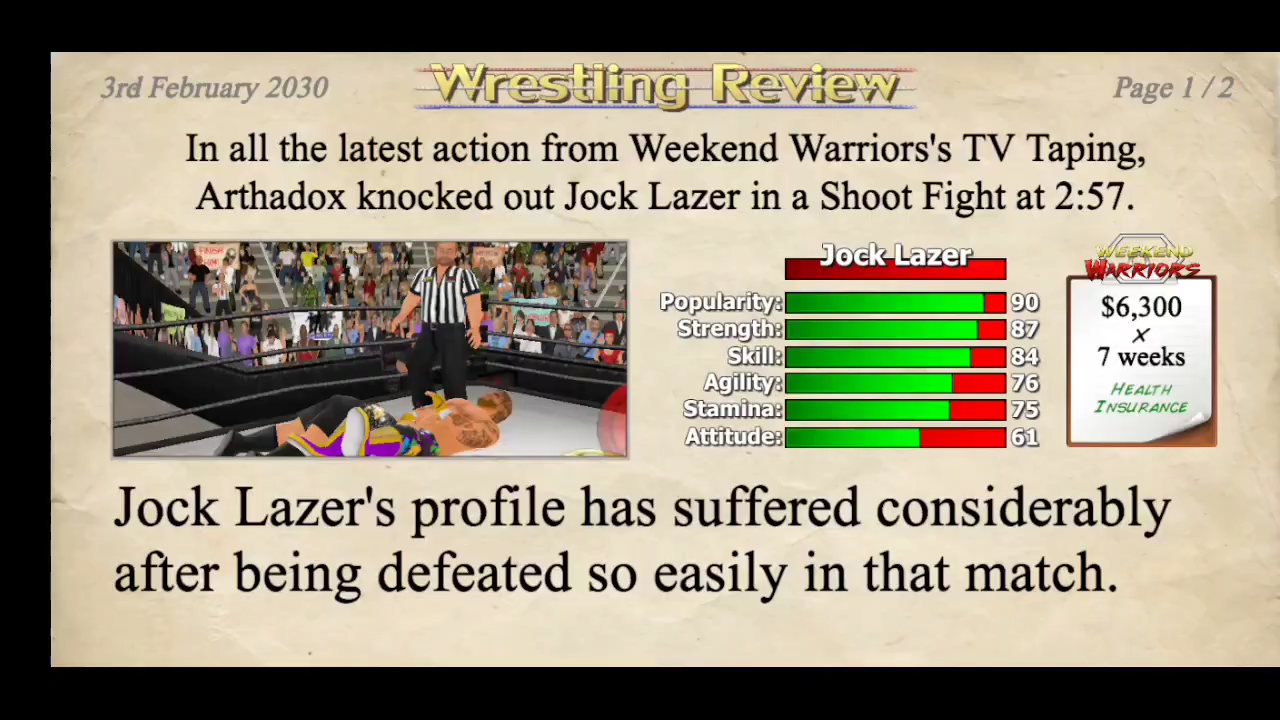 3rd February 2030
Wrestling Review
Page 1 / 2
In all the latest action from Weekend Warriors's TV Taping,
Arthadox knocked out Jock Lazer in a Shoot Fight at 2:57.
Jock Lazer
Popularity: 90
Strength: 87
Skill: 84
Agility: 76
Stamina: 75
Attitude: 61
WEEKEND
WARRIORS
$6,300
x
7 weeks
HEALTH
INSURANCE
Jock Lazer's profile has suffered considerably
after being defeated so easily in that match.